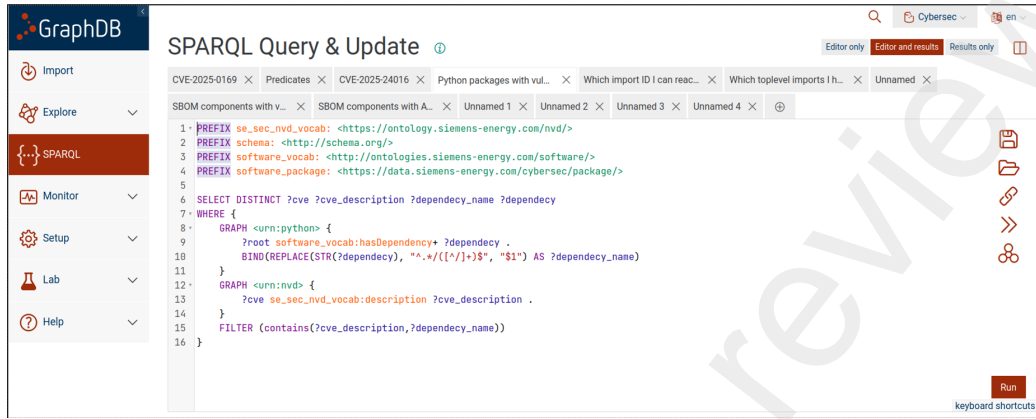 GraphDB
Cybersec
en
SPARQL Query & Update
Editor only Editor and results Results only
Import
Explore
SPARQL
Monitor
Setup
Lab
Help
CVE-2025-0169 × Predicates × CVE-2025-24016 × Python packages with vul... × Which import ID I can reac... × Which toplevel imports I h... × Unnamed ×
SBOM components with v... × SBOM components with A... × Unnamed 1 × Unnamed 2 × Unnamed 3 × Unnamed 4 ×
1 PREFIX se_sec_nvd_vocab: <https://ontology.siemens-energy.com/nvd/>
2 PREFIX schema: <http://schema.org/>
3 PREFIX software_vocab: <http://ontologies.siemens-energy.com/software/>
4 PREFIX software_package: <https://data.siemens-energy.com/cybersec/package/>
5
6 SELECT DISTINCT ?cve ?cve_description ?dependecy_name ?dependecy
7 WHERE {
8 GRAPH <urn:python> {
9 ?root software_vocab:hasDependency+ ?dependecy .
10 BIND(REPLACE(STR(?dependecy), "^.*/([^/]+)$", "$1") AS ?dependecy_name)
11 }
12 GRAPH <urn:nvd> {
13 ?cve se_sec_nvd_vocab:description ?cve_description .
14 }
15 FILTER (contains(?cve_description,?dependecy_name))
16 }
Run
keyboard shortcuts
review